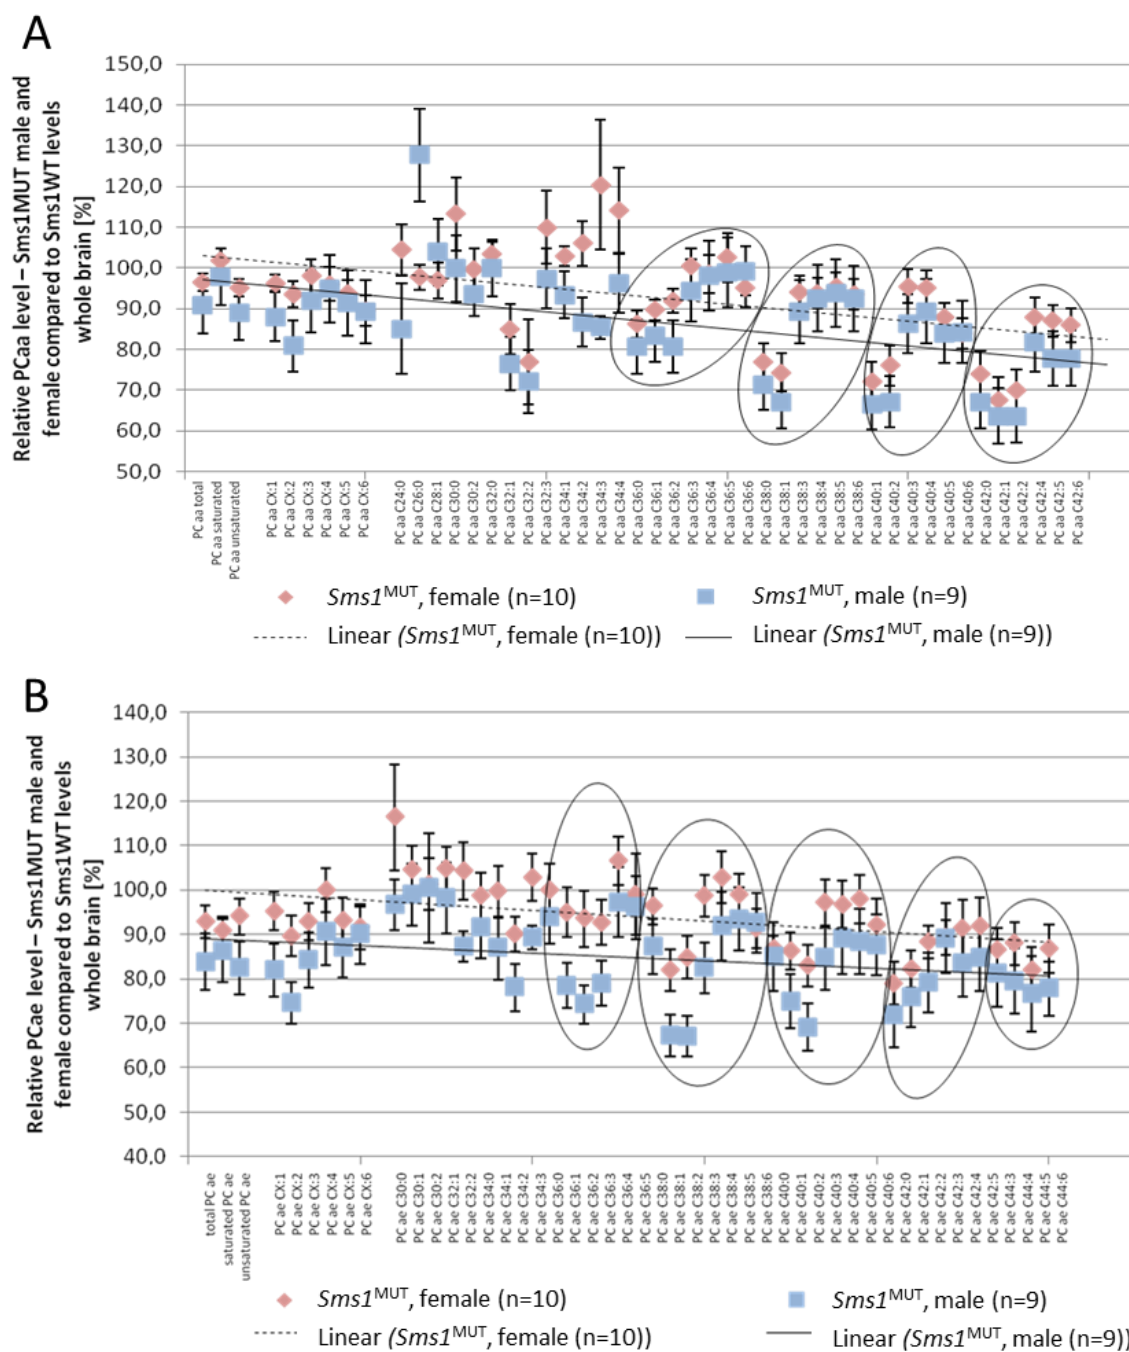 A
Relative PCaa level – Sms1MUT male and
female compared to Sms1WT levels
whole brain [%]
150,0
140,0
130,0
120,0
110,0
100,0
90,0
80,0
70,0
60,0
50,0
PC aa total
PC aa saturated
PC aa unsaturated
PC aa CX:1
PC aa CX:2
PC aa CX:3
PC aa CX:4
PC aa CX:5
PC aa CX:6
PC aa C24:0
PC aa C26:0
PC aa C28:1
PC aa C30:0
PC aa C30:2
PC aa C32:0
PC aa C32:1
PC aa C32:2
PC aa C32:3
PC aa C34:1
PC aa C34:2
PC aa C34:3
PC aa C34:4
PC aa C36:0
PC aa C36:1
PC aa C36:2
PC aa C36:3
PC aa C36:4
PC aa C36:5
PC aa C36:6
PC aa C38:0
PC aa C38:1
PC aa C38:3
PC aa C38:4
PC aa C38:5
PC aa C38:6
PC aa C40:1
PC aa C40:2
PC aa C40:3
PC aa C40:4
PC aa C40:5
PC aa C40:6
PC aa C42:0
PC aa C42:1
PC aa C42:2
PC aa C42:4
PC aa C42:5
PC aa C42:6
Sms1MUT, female (n=10)
Sms1MUT, male (n=9)
Linear (Sms1MUT, female (n=10))
Linear (Sms1MUT, male (n=9))
B
Relative PCae level – Sms1MUT male and
female compared to Sms1WT levels
whole brain [%]
140,0
130,0
120,0
110,0
100,0
90,0
80,0
70,0
60,0
50,0
40,0
total PC ae
saturated PC ae
unsaturated PC ae
PC ae CX:1
PC ae CX:2
PC ae CX:3
PC ae CX:4
PC ae CX:5
PC ae CX:6
PC ae C30:0
PC ae C30:1
PC ae C30:2
PC ae C32:1
PC ae C32:2
PC ae C34:0
PC ae C34:1
PC ae C34:2
PC ae C34:3
PC ae C36:0
PC ae C36:1
PC ae C36:2
PC ae C36:3
PC ae C36:4
PC ae C36:5
PC ae C38:0
PC ae C38:1
PC ae C38:2
PC ae C38:3
PC ae C38:4
PC ae C38:5
PC ae C38:6
PC ae C40:0
PC ae C40:1
PC ae C40:2
PC ae C40:3
PC ae C40:4
PC ae C40:5
PC ae C40:6
PC ae C42:0
PC ae C42:1
PC ae C42:2
PC ae C42:3
PC ae C42:4
PC ae C42:5
PC ae C44:3
PC ae C44:4
PC ae C44:5
PC ae C44:6
Sms1MUT, female (n=10)
Sms1MUT, male (n=9)
Linear (Sms1MUT, female (n=10))
Linear (Sms1MUT, male (n=9))